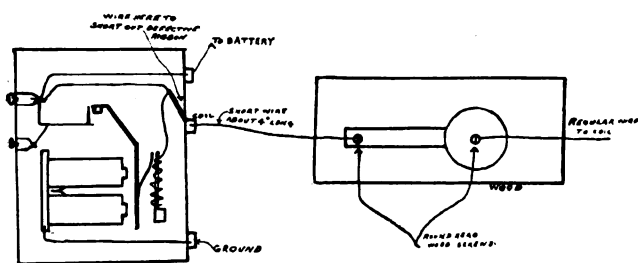 WIRE HERE TO
SHORT OUT DEFECTIVE
RIBBON
TO BATTERY
COIL
SHORT WIRE
ABOUT 4" LONG
REGULAR WIRE
TO COIL
WOOD
ROUND HEAD
WOOD SCREWS.
GROUND